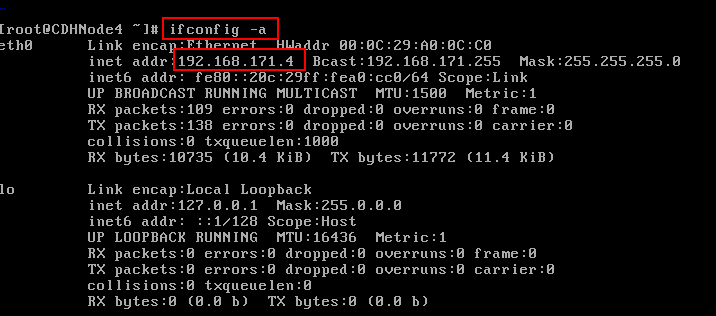 [root@CDHNode4 ~]# ifconfig -a
eth0 Link encap:Ethernet HWaddr 00:0C:29:A0:0C:C0
inet addr:192.168.171.4 Bcast:192.168.171.255 Mask:255.255.255.0
inet6 addr: fe80::20c:29ff:fea0:cc0/64 Scope:Link
UP BROADCAST RUNNING MULTICAST MTU:1500 Metric:1
RX packets:109 errors:0 dropped:0 overruns:0 frame:0
TX packets:138 errors:0 dropped:0 overruns:0 carrier:0
collisions:0 txqueuelen:1000
RX bytes:10735 (10.4 KiB) TX bytes:11772 (11.4 KiB)
lo Link encap:Local Loopback
inet addr:127.0.0.1 Mask:255.0.0.0
inet6 addr: ::1/128 Scope:Host
UP LOOPBACK RUNNING MTU:16436 Metric:1
RX packets:0 errors:0 dropped:0 overruns:0 frame:0
TX packets:0 errors:0 dropped:0 overruns:0 carrier:0
collisions:0 txqueuelen:0
RX bytes:0 (0.0 b) TX bytes:0 (0.0 b)